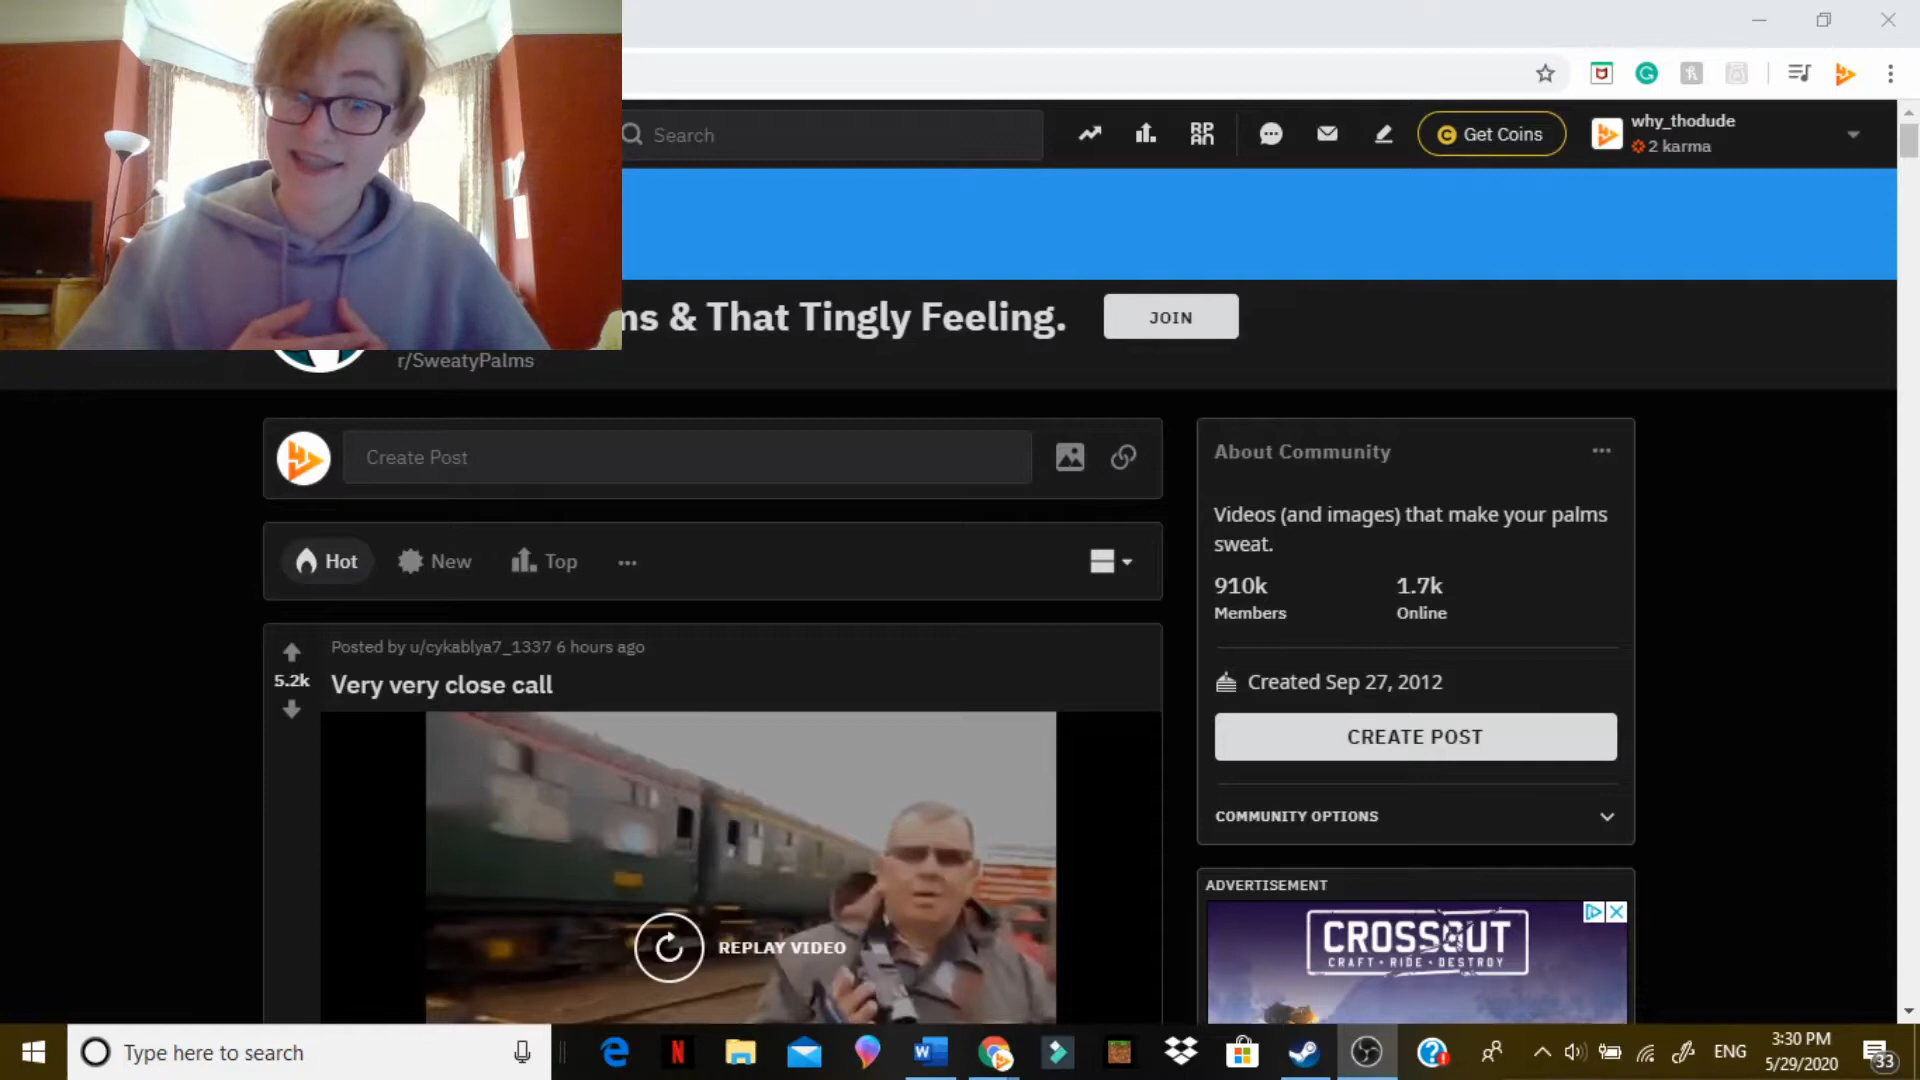 Search
RP
AN
Get Coins
why_thodude
2 karma
ms & That Tingly Feeling.
JOIN
r/SweatyPalms
Create Post
Hot
New
Top
About Community
Videos (and images) that make your palms
sweat.
910k
1.7k
Members
Online
Created Sep 27, 2012
CREATE POST
COMMUNITY OPTIONS
Posted by u/cykablya7_1337 6 hours ago
5.2k
Very very close call
REPLAY VIDEO
ADVERTISEMENT
CROSSOUT
CRAFT • RIDE • DESTROY
Type here to search
ENG
3:30 PM
5/29/2020
33